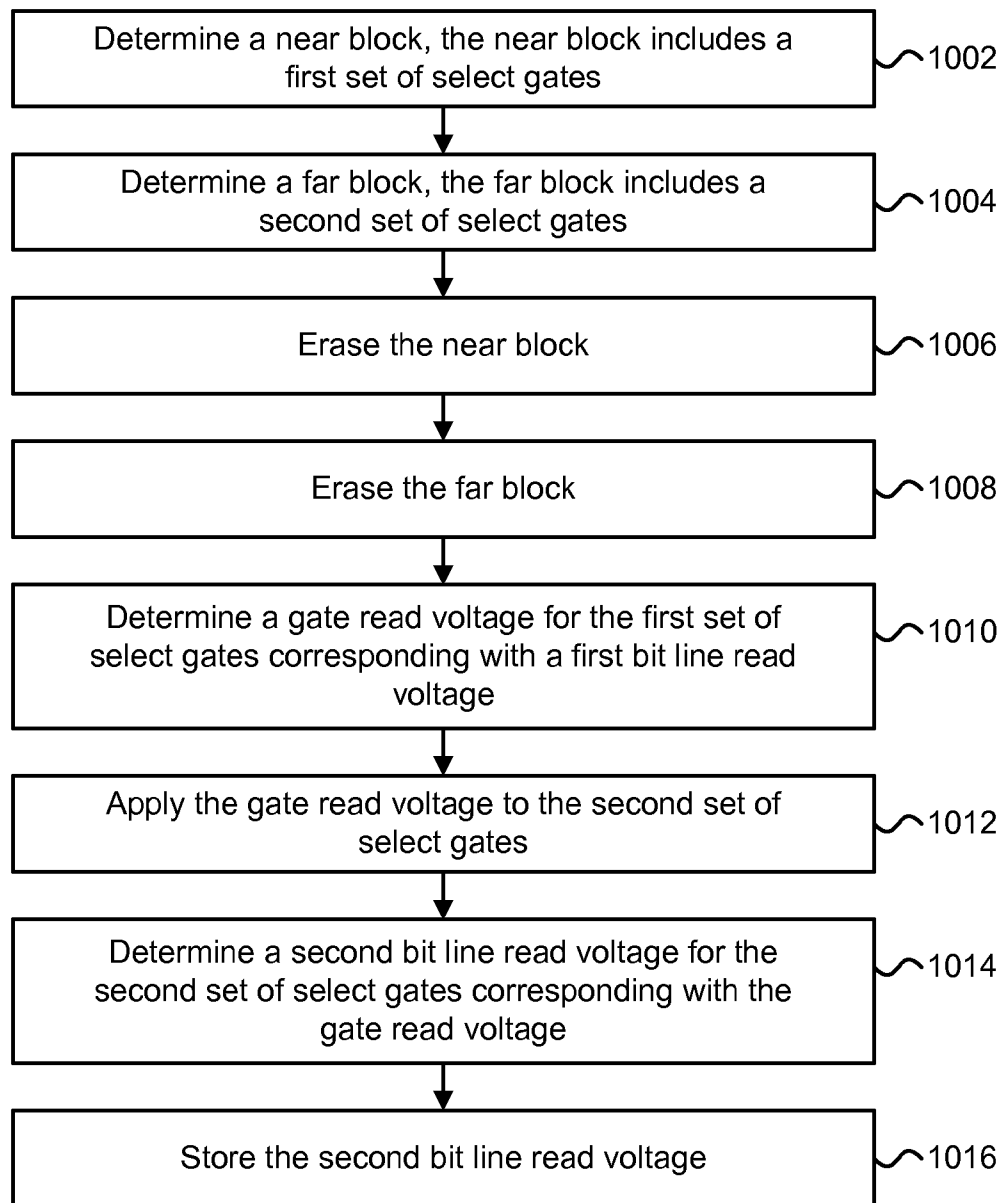 Determine a near block, the near block includes a
first set of select gates
1002
Determine a far block, the far block includes a
second set of select gates
1004
Erase the near block
1006
Erase the far block
1008
Determine a gate read voltage for the first set of
select gates corresponding with a first bit line read
voltage
1010
Apply the gate read voltage to the second set of
select gates
1012
Determine a second bit line read voltage for the
second set of select gates corresponding with the
gate read voltage
1014
Store the second bit line read voltage
1016